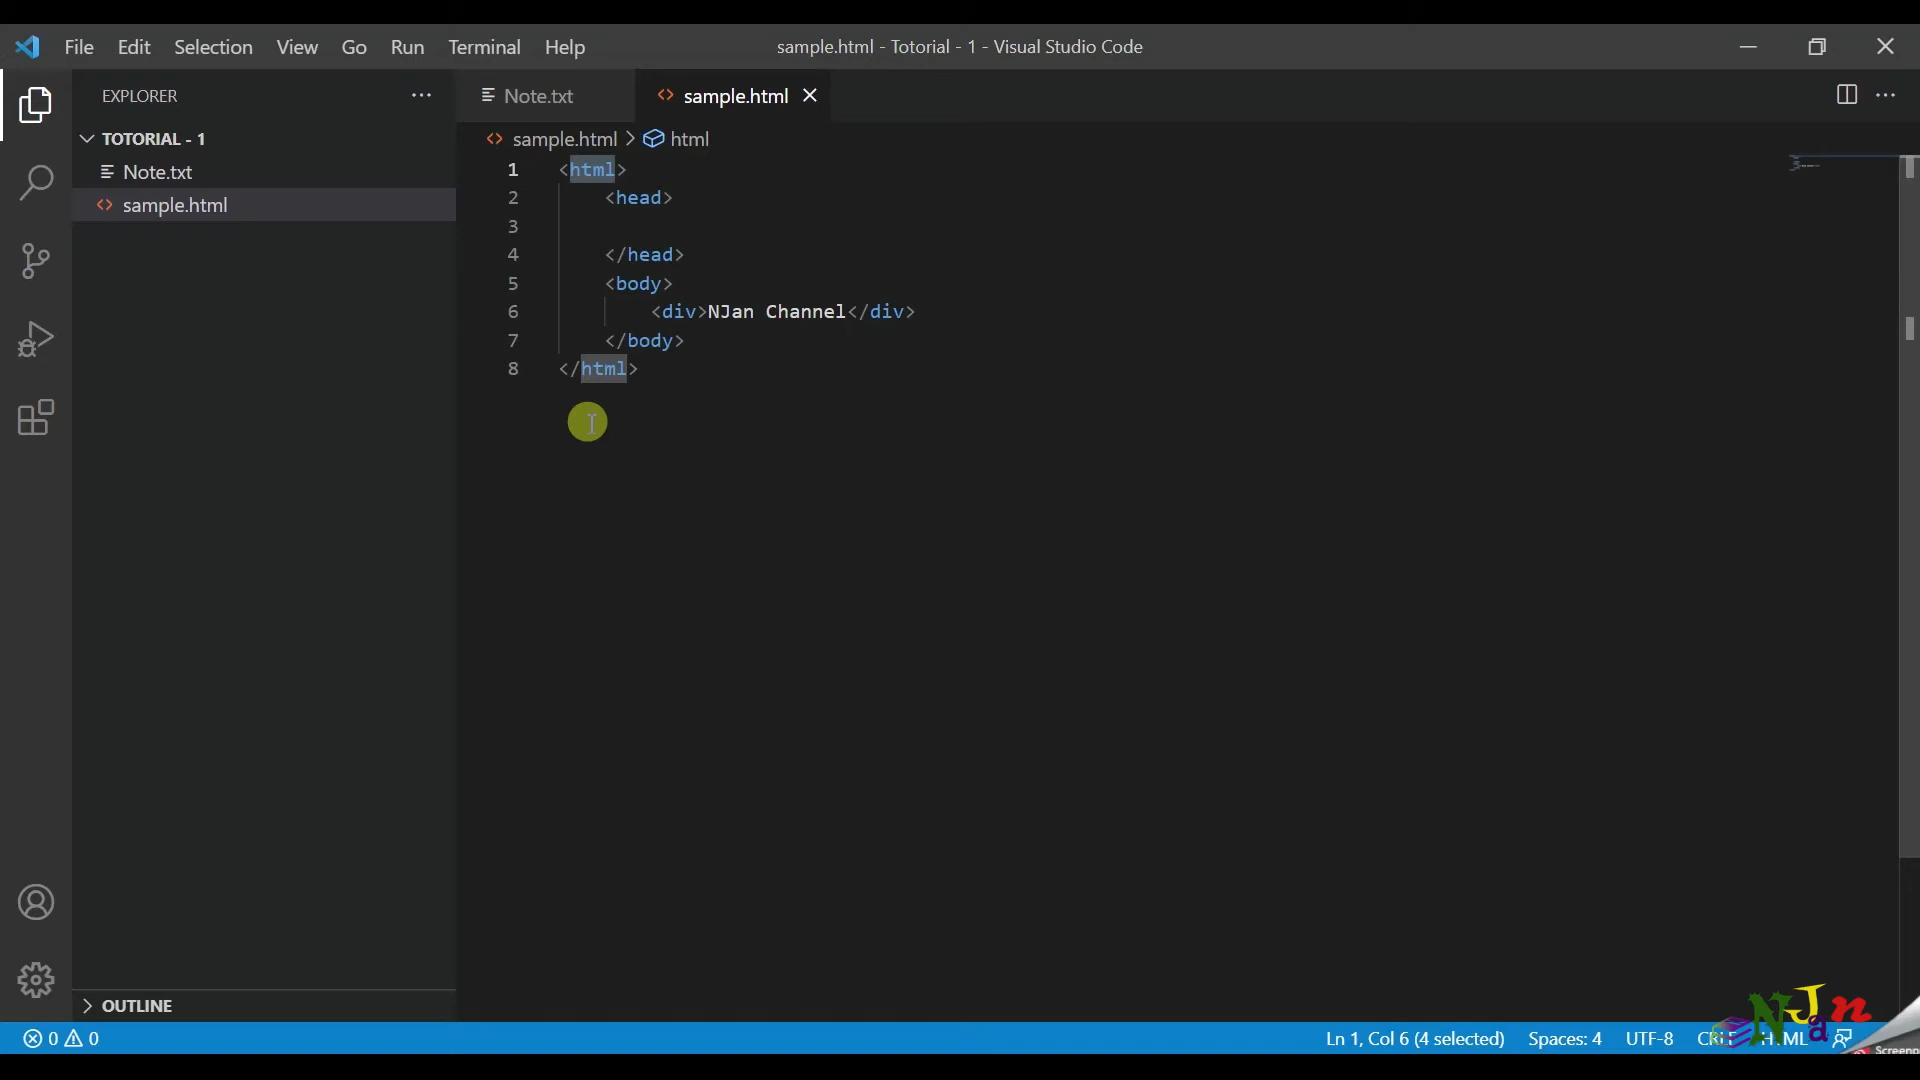 File Edit Selection View Go Run Terminal Help
sample.html - Totorial - 1 - Visual Studio Code
EXPLORER
Note.txt
sample.html
TOTORIAL - 1
sample.html > html
Note.txt
sample.html
1 <html>
2 <head>
3
4 </head>
5 <body>
6 <div>NJan Channel</div>
7 </body>
8 </html>
OUTLINE
0 0
Ln 1, Col 6 (4 selected)
Spaces: 4
UTF-8
CRLF
HTML
NJan